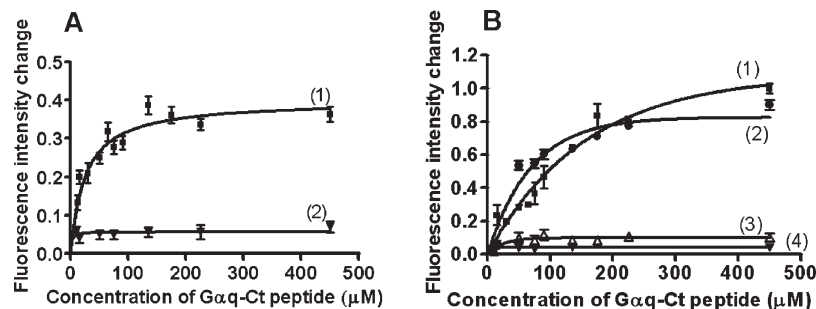 A
Fluorescence intensity change
0.5
0.4
0.3
0.2
0.1
0.0
(1)
(2)
0 100 200 300 400 500
Concentration of Gαq-Ct peptide (μM)
B
Fluorescence intensity change
1.2
1.0
0.8
0.6
0.4
0.2
0.0
(1)
(2)
(3)
(4)
0 100 200 300 400 500
Concentration of Gαq-Ct peptide (μM)